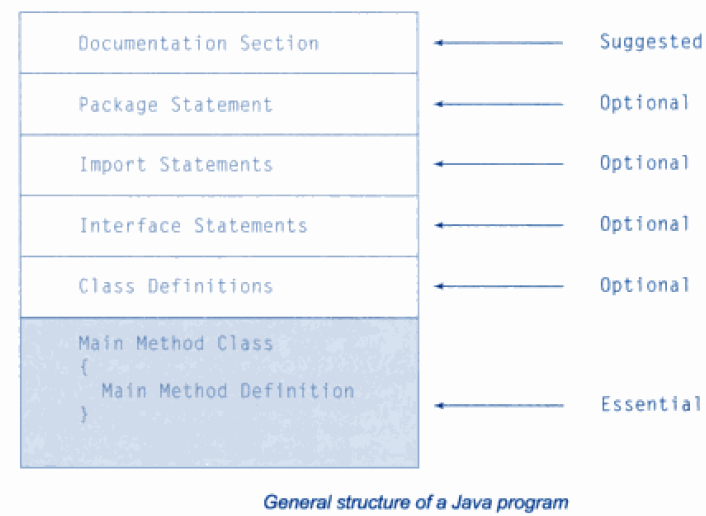 Documentation Section Suggested
Package Statement Optional
Import Statements Optional
Interface Statements Optional
Class Definitions Optional
Main Method Class
{
Main Method Definition
}
Essential
General structure of a Java program